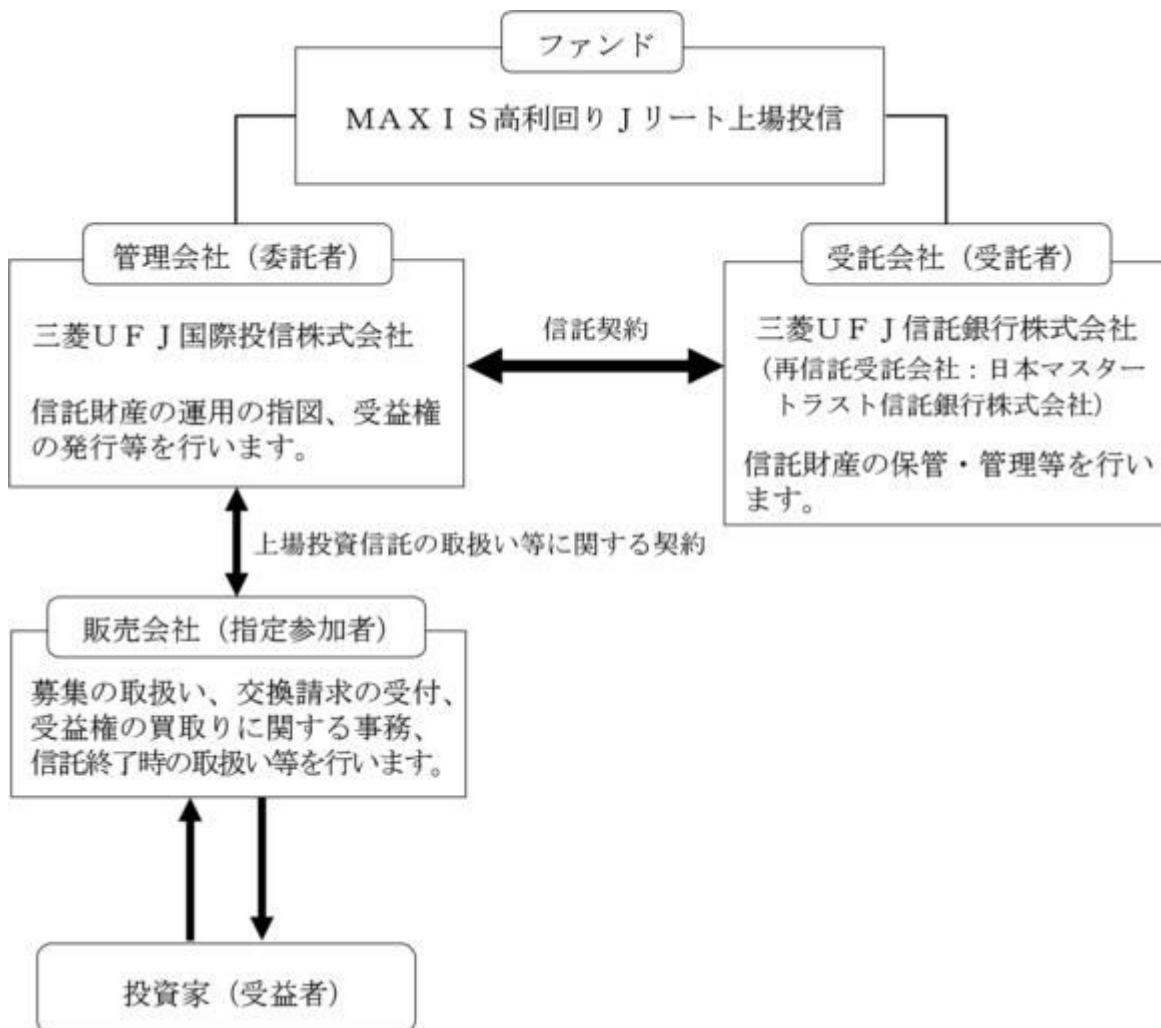 ファンド
ＭＡＸＩＳ高利回りＪリート上場投信
管理会社（委託者）
三菱ＵＦＪ国際投信株式会社
信託財産の運用の指図、受益権
の発行等を行います。
信託契約
受託会社（受託者）
三菱ＵＦＪ信託銀行株式会社
（再信託受託会社：日本マスター
トラスト信託銀行株式会社）
信託財産の保管・管理等を行い
ます。
上場投資信託の取扱い等に関する契約
販売会社（指定参加者）
募集の取扱い、交換請求の受付、
受益権の買取りに関する事務、
信託終了時の取扱い等を行います。
投資家（受益者）